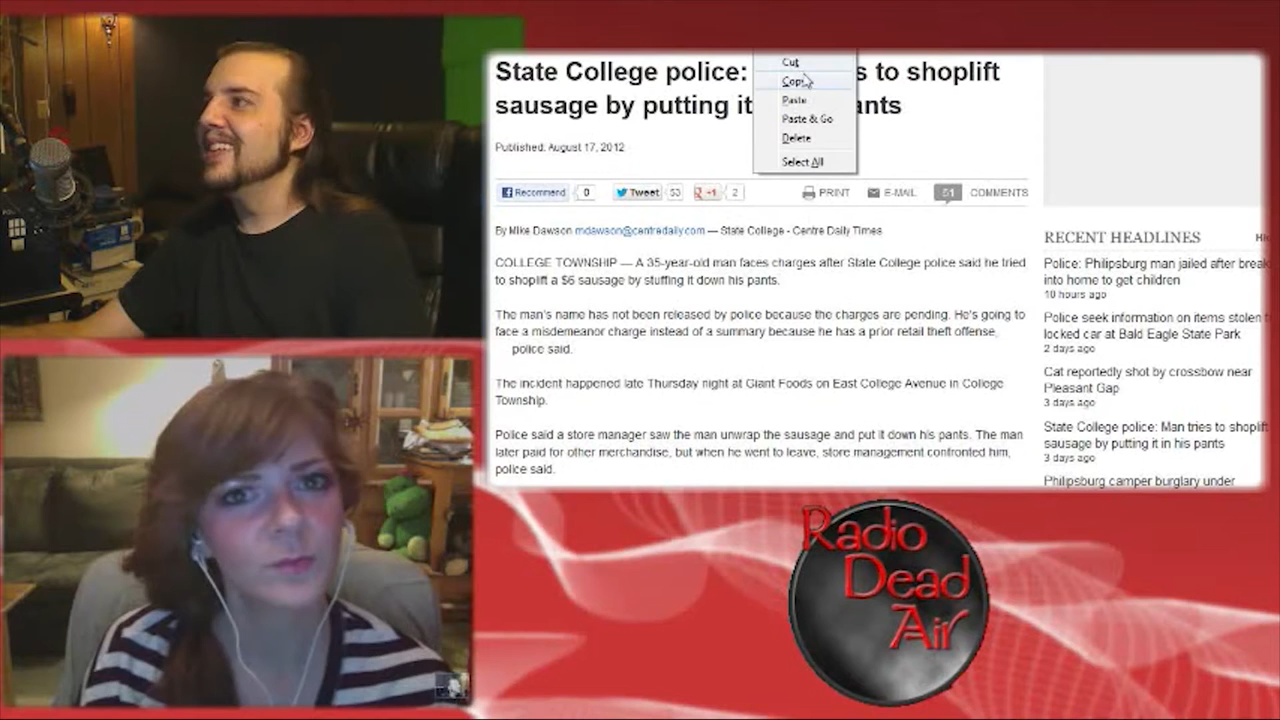 State College police:
s to shoplift
sausage by putting it
ants
Cut
Copy
Paste
Paste & Go
Delete
Select All
Published: August 17, 2012
Recommend 0 Tweet 53 +1 2 PRINT E-MAIL 51 COMMENTS
By Mike Dawson mdawson@centredaily.com — State College - Centre Daily Times
COLLEGE TOWNSHIP — A 35-year-old man faces charges after State College police said he tried
to shoplift a $6 sausage by stuffing it down his pants.
The man's name has not been released by police because the charges are pending. He's going to
face a misdemeanor charge instead of a summary because he has a prior retail theft offense,
police said.
The incident happened late Thursday night at Giant Foods on East College Avenue in College
Township.
Police said a store manager saw the man unwrap the sausage and put it down his pants. The man
later paid for other merchandise, but when he went to leave, store management confronted him,
police said.
RECENT HEADLINES
Police: Philipsburg man jailed after break
into home to get children
10 hours ago
Police seek information on items stolen
locked car at Bald Eagle State Park
2 days ago
Cat reportedly shot by crossbow near
Pleasant Gap
3 days ago
State College police: Man tries to shoplift
sausage by putting it in his pants
3 days ago
Philipsburg camper burglary under
Radio
Dead
Air